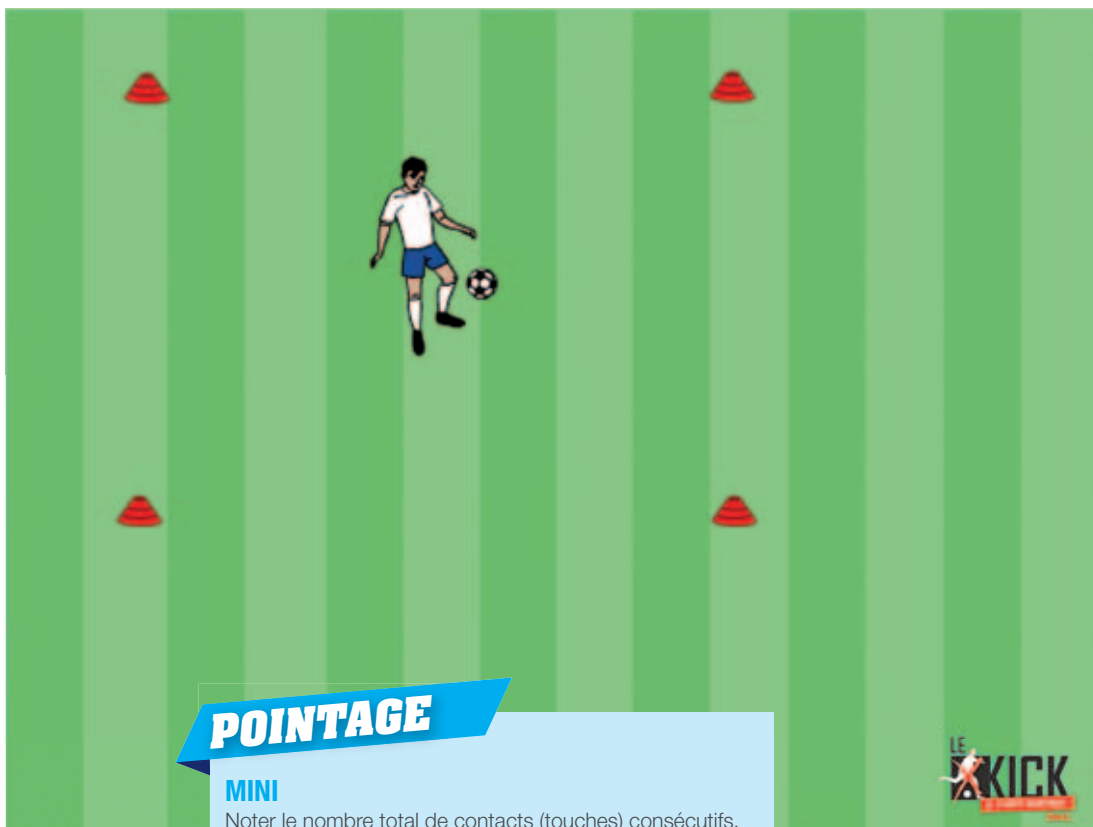 POINTAGE
MINI
Noter le nombre total de contacts (touches) consécutifs.
LE
KICK